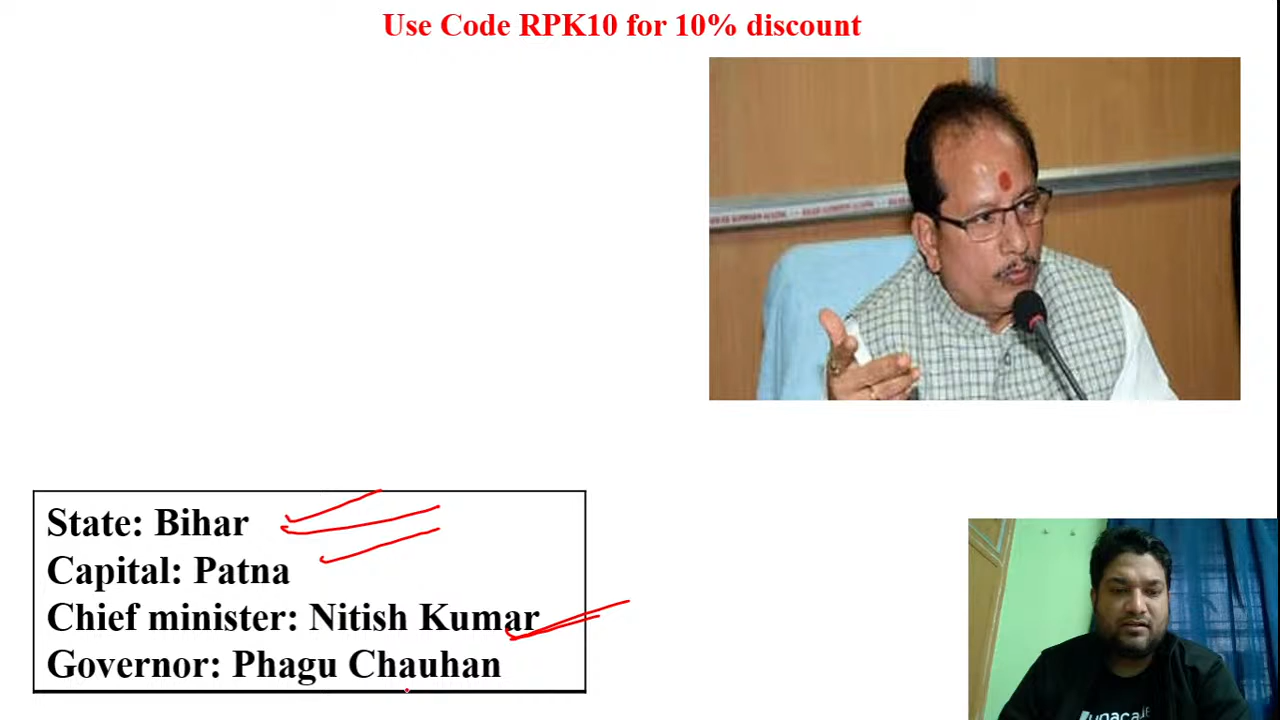 Use Code RPK10 for 10% discount
State: Bihar
Capital: Patna
Chief minister: Nitish Kumar
Governor: Phagu Chauhan